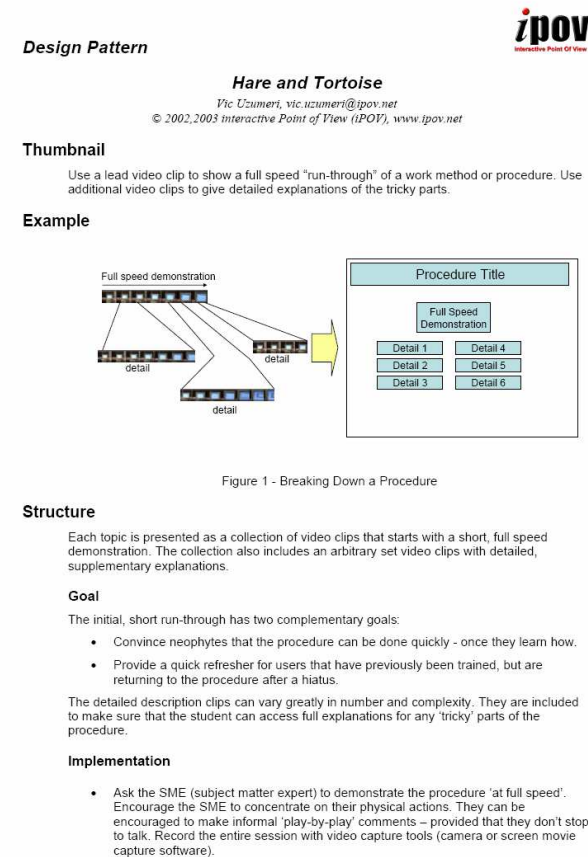 ipov
Interactive Point Of View
Design Pattern
Hare and Tortoise
Vic Uzumeri, vic.uzumeri@ipov.net
© 2002,2003 interactive Point of View (iPOV), www.ipov.net
Thumbnail
Use a lead video clip to show a full speed “run-through” of a work method or procedure. Use
additional video clips to give detailed explanations of the tricky parts.
Example
Full speed demonstration
detail
detail
detail
Procedure Title
Full Speed
Demonstration
Detail 1
Detail 4
Detail 2
Detail 5
Detail 3
Detail 6
Figure 1 - Breaking Down a Procedure
Structure
Each topic is presented as a collection of video clips that starts with a short, full speed
demonstration. The collection also includes an arbitrary set video clips with detailed,
supplementary explanations.
Goal
The initial, short run-through has two complementary goals:
• Convince neophytes that the procedure can be done quickly - once they learn how.
• Provide a quick refresher for users that have previously been trained, but are
returning to the procedure after a hiatus.
The detailed description clips can vary greatly in number and complexity. They are included
to make sure that the student can access full explanations for any ‘tricky’ parts of the
procedure.
Implementation
• Ask the SME (subject matter expert) to demonstrate the procedure ‘at full speed’.
Encourage the SME to concentrate on their physical actions. They can be
encouraged to make informal ‘play-by-play’ comments – provided that they don’t stop
to talk. Record the entire session with video capture tools (camera or screen movie
capture software).